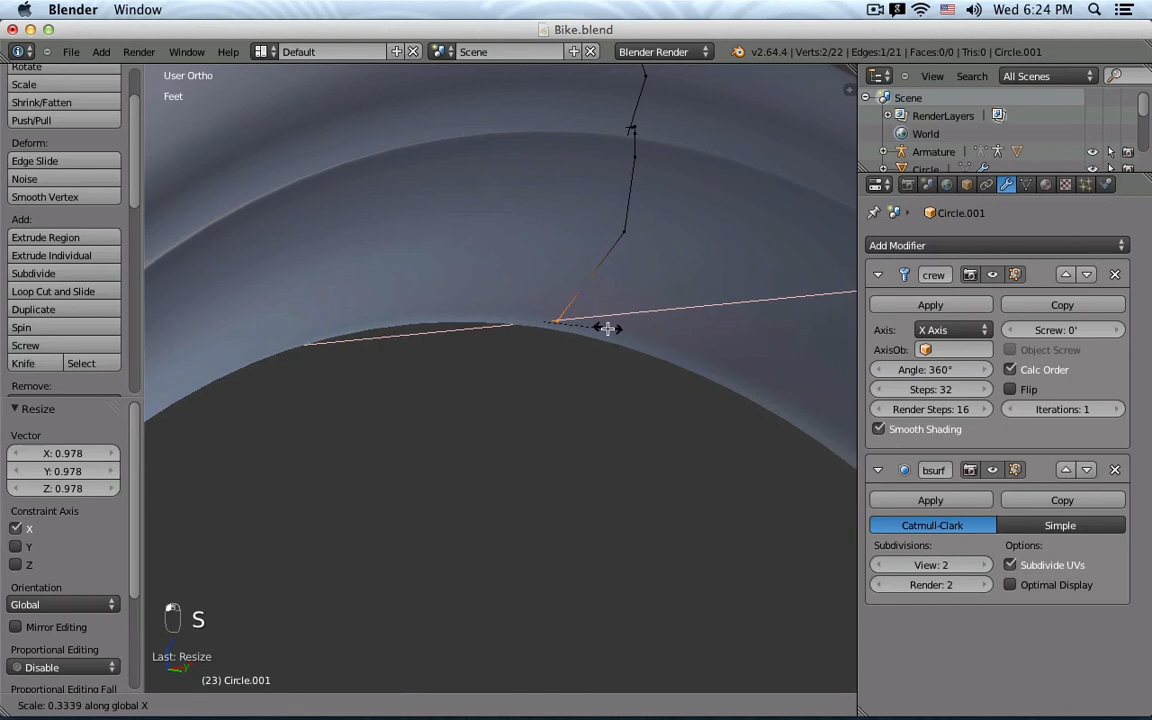 Blender Window Wed 6:24 PM
Bike.blend
File Add Render Window Help Default Scene Blender Render v2.64.4 | Verts:2/22 | Edges:1/21 | Faces:0/0 | Tris:0 | Circle.001
Rotate
Scale
Shrink/Fatten
Push/Pull
Deform:
Edge Slide
Noise
Smooth Vertex
Add:
Extrude Region
Extrude Individual
Subdivide
Loop Cut and Slide
Duplicate
Spin
Screw
Knife Select
Remove:
Resize
Vector
X: 0.978
Y: 0.978
Z: 0.978
Constraint Axis
X
Y
Z
Orientation
Global
Mirror Editing
Proportional Editing
Disable
Proportional Editing Fall
User Ortho
Feet
S
Last: Resize
(23) Circle.001
Scale: 0.3339 along global X
View Search All Scenes
Scene
RenderLayers
World
Armature
Circle
Circle.001
Add Modifier
crew
Apply Copy
Axis: X Axis Screw: 0'
AxisOb: Object Screw
Angle: 360° Calc Order
Steps: 32 Flip
Render Steps: 16 Iterations: 1
Smooth Shading
bsurf
Apply Copy
Catmull-Clark Simple
Subdivisions: Options:
View: 2 Subdivide UVs
Render: 2 Optimal Display